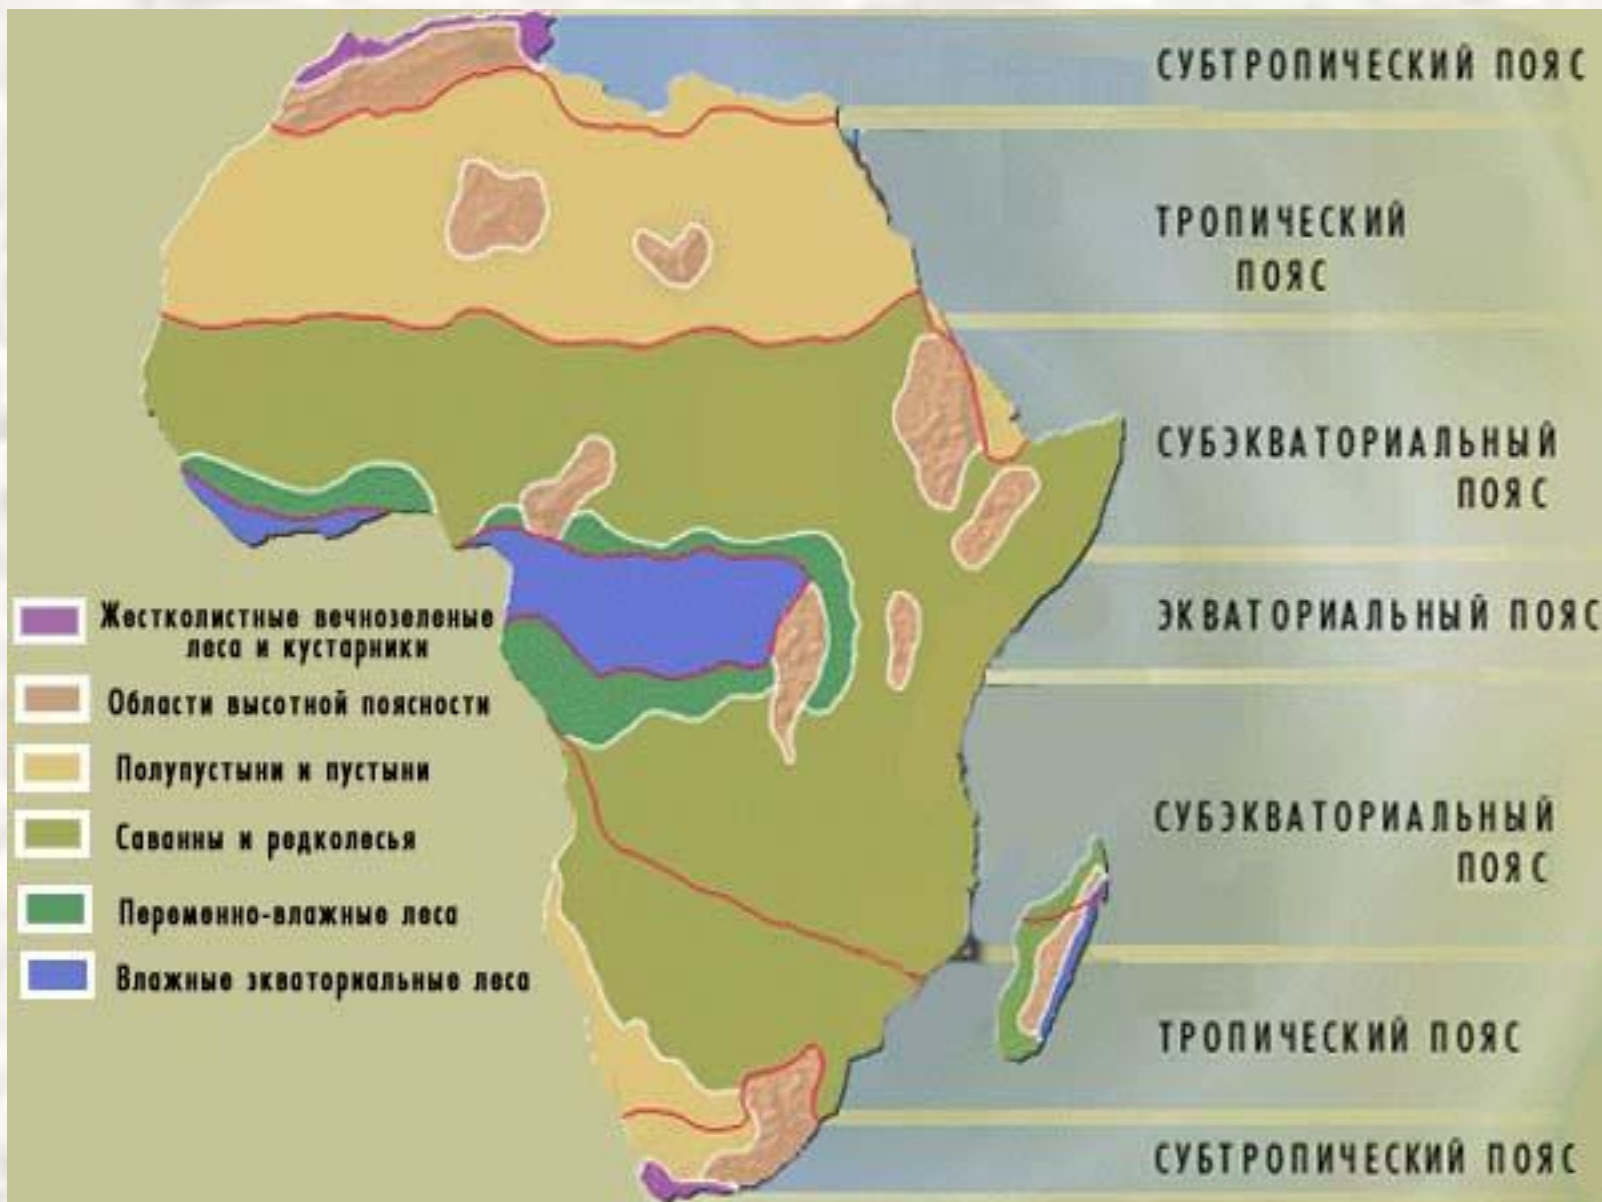 СУБТРОПИЧЕСКИЙ ПОЯС
ТРОПИЧЕСКИЙ
ПОЯС
СУБЭКВАТОРИАЛЬНЫЙ
ПОЯС
ЭКВАТОРИАЛЬНЫЙ ПОЯС
СУБЭКВАТОРИАЛЬНЫЙ
ПОЯС
ТРОПИЧЕСКИЙ ПОЯС
СУБТРОПИЧЕСКИЙ ПОЯС
Жестколистные вечнозеленые
леса и кустарники
Области высотной поясности
Полупустыни и пустыни
Саванны и редколесья
Переменно-влажные леса
Влажные экваториальные леса